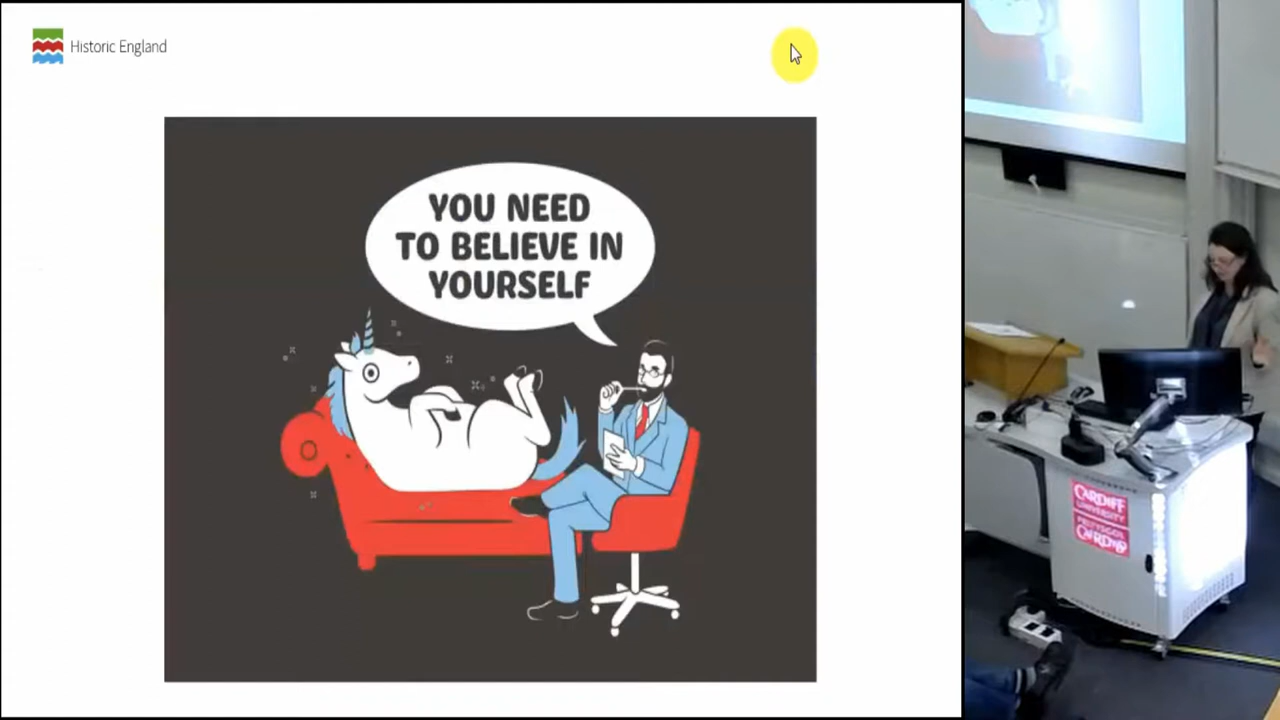 Historic England
YOU NEED
TO BELIEVE IN
YOURSELF
CARDIFF
UNIVERSITY
PRIFYSGOL
CAERDYDD